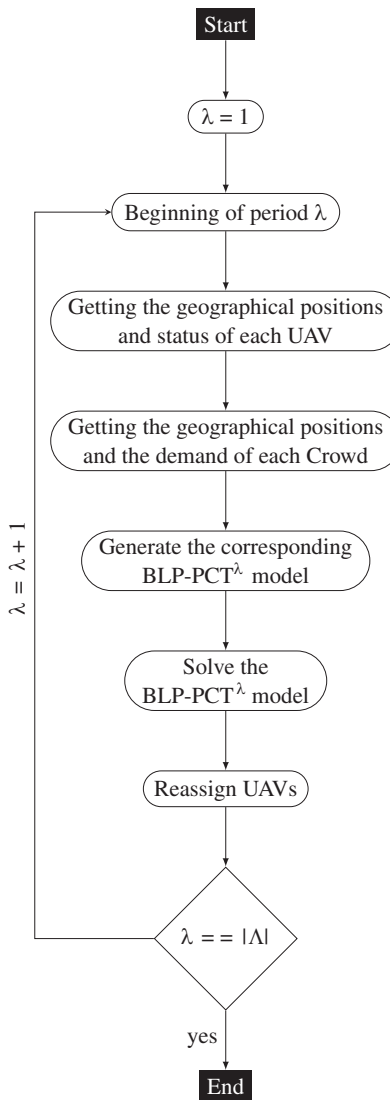 Start
λ = 1
Beginning of period λ
Getting the geographical positions
and status of each UAV
Getting the geographical positions
and the demand of each Crowd
Generate the corresponding
BLP-PCT^λ model
Solve the
BLP-PCT^λ model
Reassign UAVs
λ = = |Λ|
λ = λ + 1
yes
End